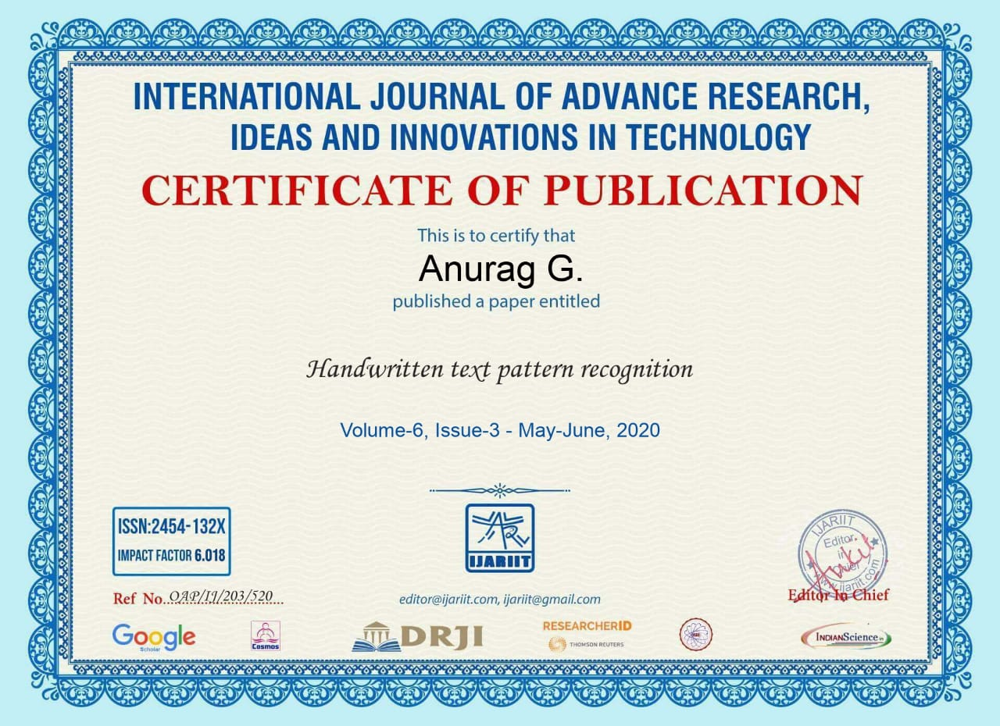 INTERNATIONAL JOURNAL OF ADVANCE RESEARCH,
IDEAS AND INNOVATIONS IN TECHNOLOGY
CERTIFICATE OF PUBLICATION
This is to certify that
Anurag G.
published a paper entitled
Handwritten text pattern recognition
Volume-6, Issue-3 - May-June, 2020
ISSN:2454-132X
IMPACT FACTOR 6.018
IJARIIT
IJARIIT
Editor
in
Chief
www.ijariit.com
Ankit
Ref No. OAP/IJ/203/520
editor@ijariit.com, ijariit@gmail.com
Editor In Chief
Google
Scholar
Cosmos
DRJI
RESEARCHERID
THOMSON REUTERS
INDIANScience.in